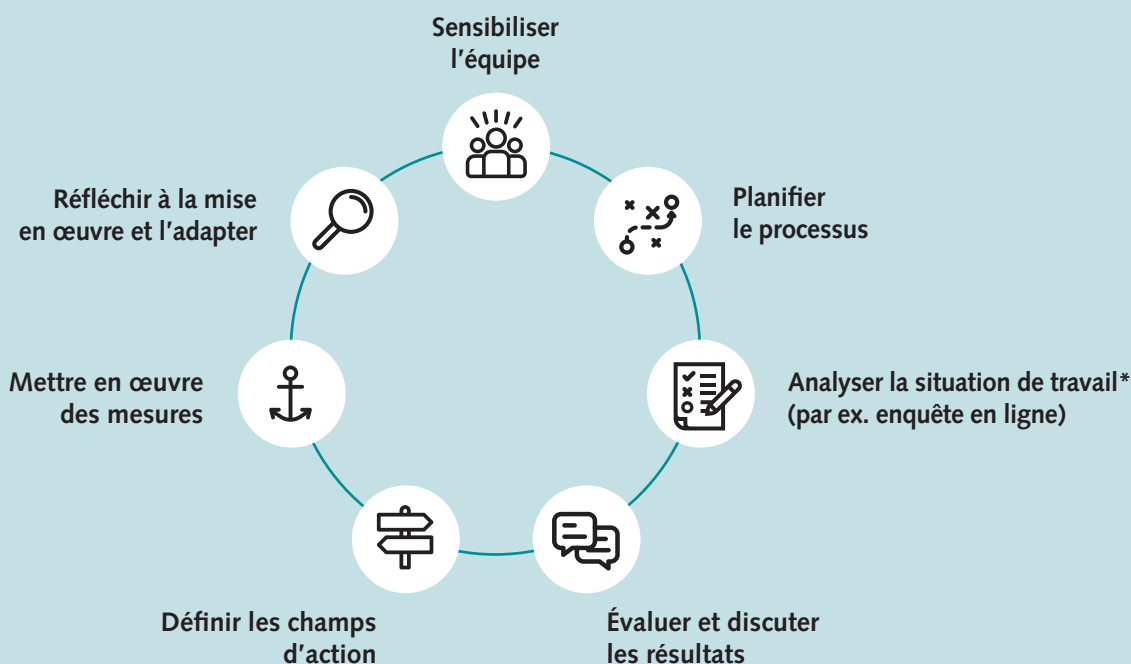 Sensibiliser
l'équipe
Planifier
le processus
Analyser la situation de travail*
(par ex. enquête en ligne)
Évaluer et discuter
les résultats
Définir les champs
d'action
Mettre en œuvre
des mesures
Réfléchir à la mise
en œuvre et l'adapter